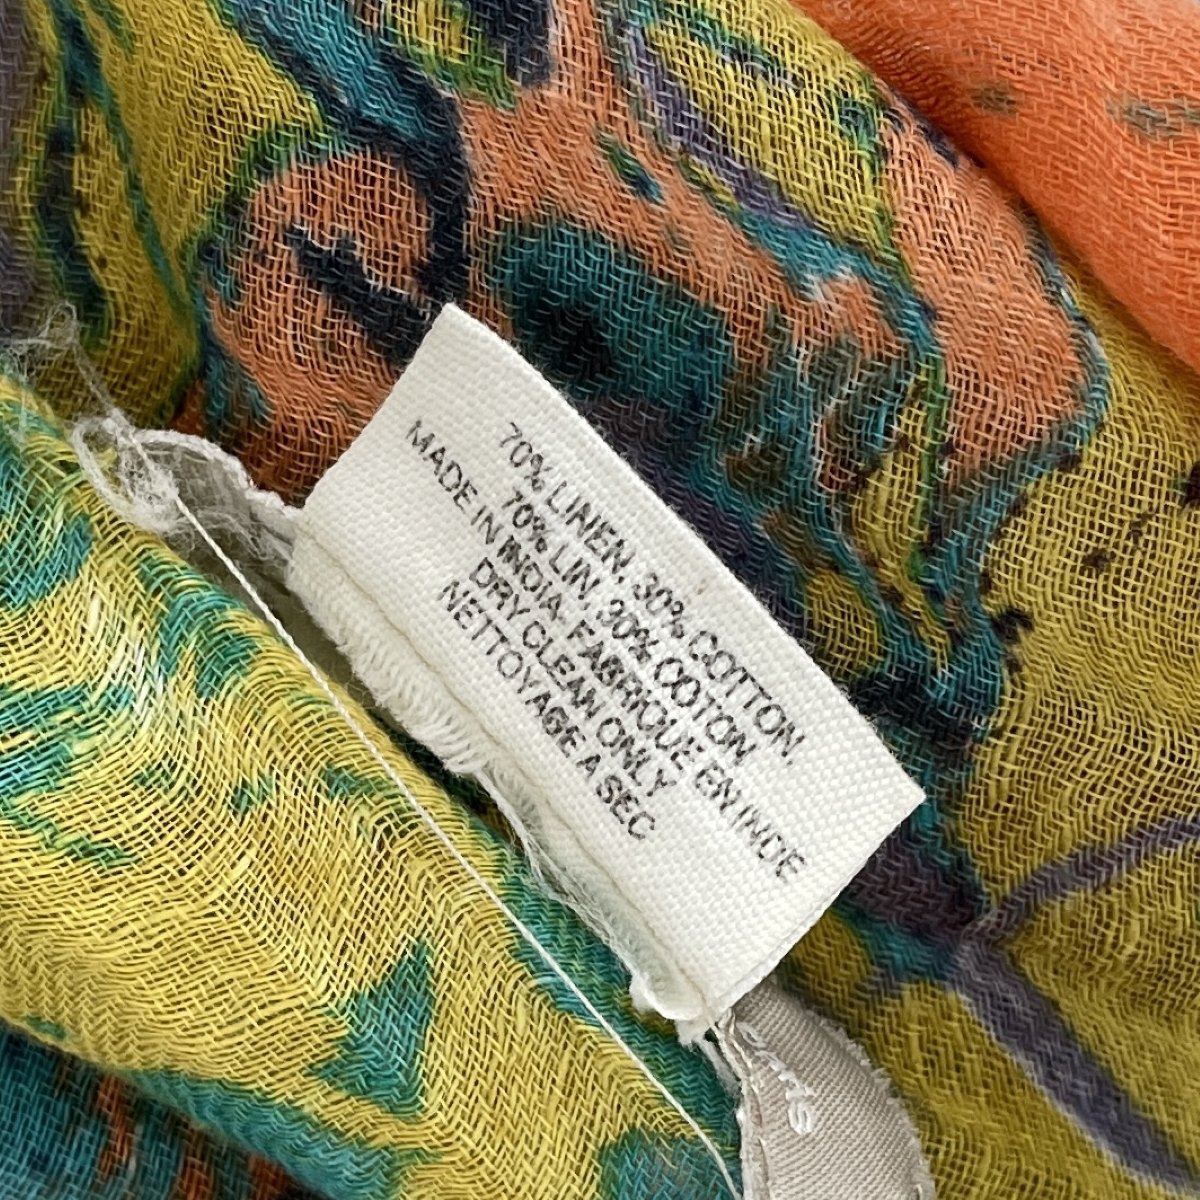 70% LINEN, 30% COTTON,
70% LIN, 30% COTON
MADE IN INDIA- FABRIQUE EN INDE
DRY CLEAN ONLY
NETTOYAGE A SEC